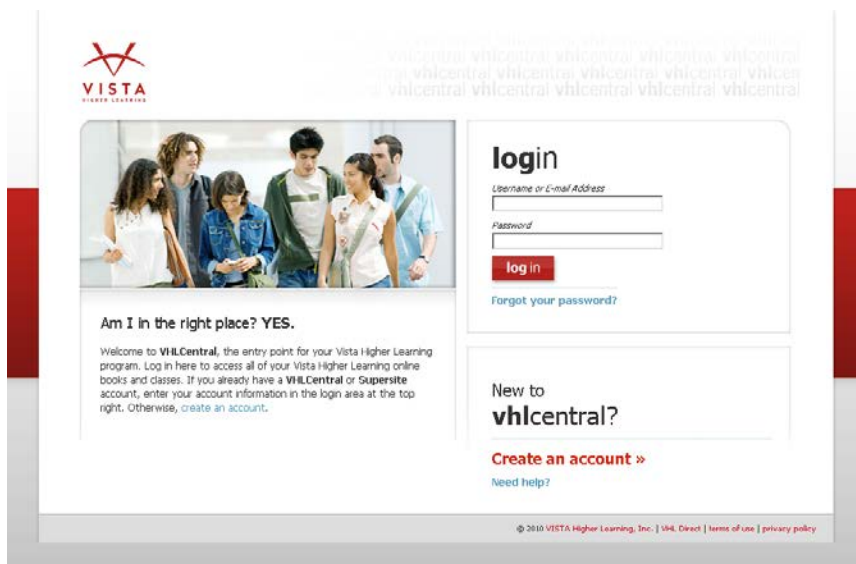 VISTA
HIGHER LEARNING
vhlcentral vhlcentral vhlcentral vhlcentral
vhlcentral vhlcentral vhlcentral vhlcen
vhlcentral vhlcentral vhlcentral vhlcentral vhlcentral
login
Username or E-mail Address
Password
log in
Forgot your password?
Am I in the right place? YES.
Welcome to VHLCentral, the entry point for your Vista Higher Learning
program. Log in here to access all of your Vista Higher Learning online
books and classes. If you already have a VHLCentral or Supersite
account, enter your account information in the login area at the top
right. Otherwise, create an account.
New to
vhlcentral?
Create an account »
Need help?
© 2010 VISTA Higher Learning, Inc. | VHL Direct | terms of use | privacy policy